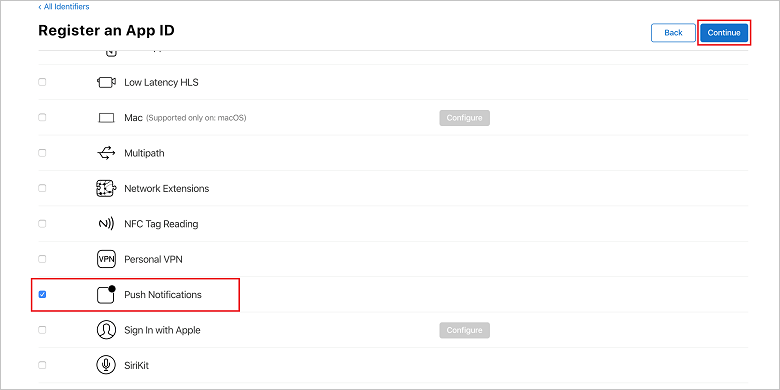 ‹ All Identifiers
Register an App ID
Back
Continue
Low Latency HLS
Mac (Supported only on: macOS)
Configure
Multipath
Network Extensions
NFC Tag Reading
VPN
Personal VPN
Push Notifications
Sign In with Apple
Configure
SiriKit